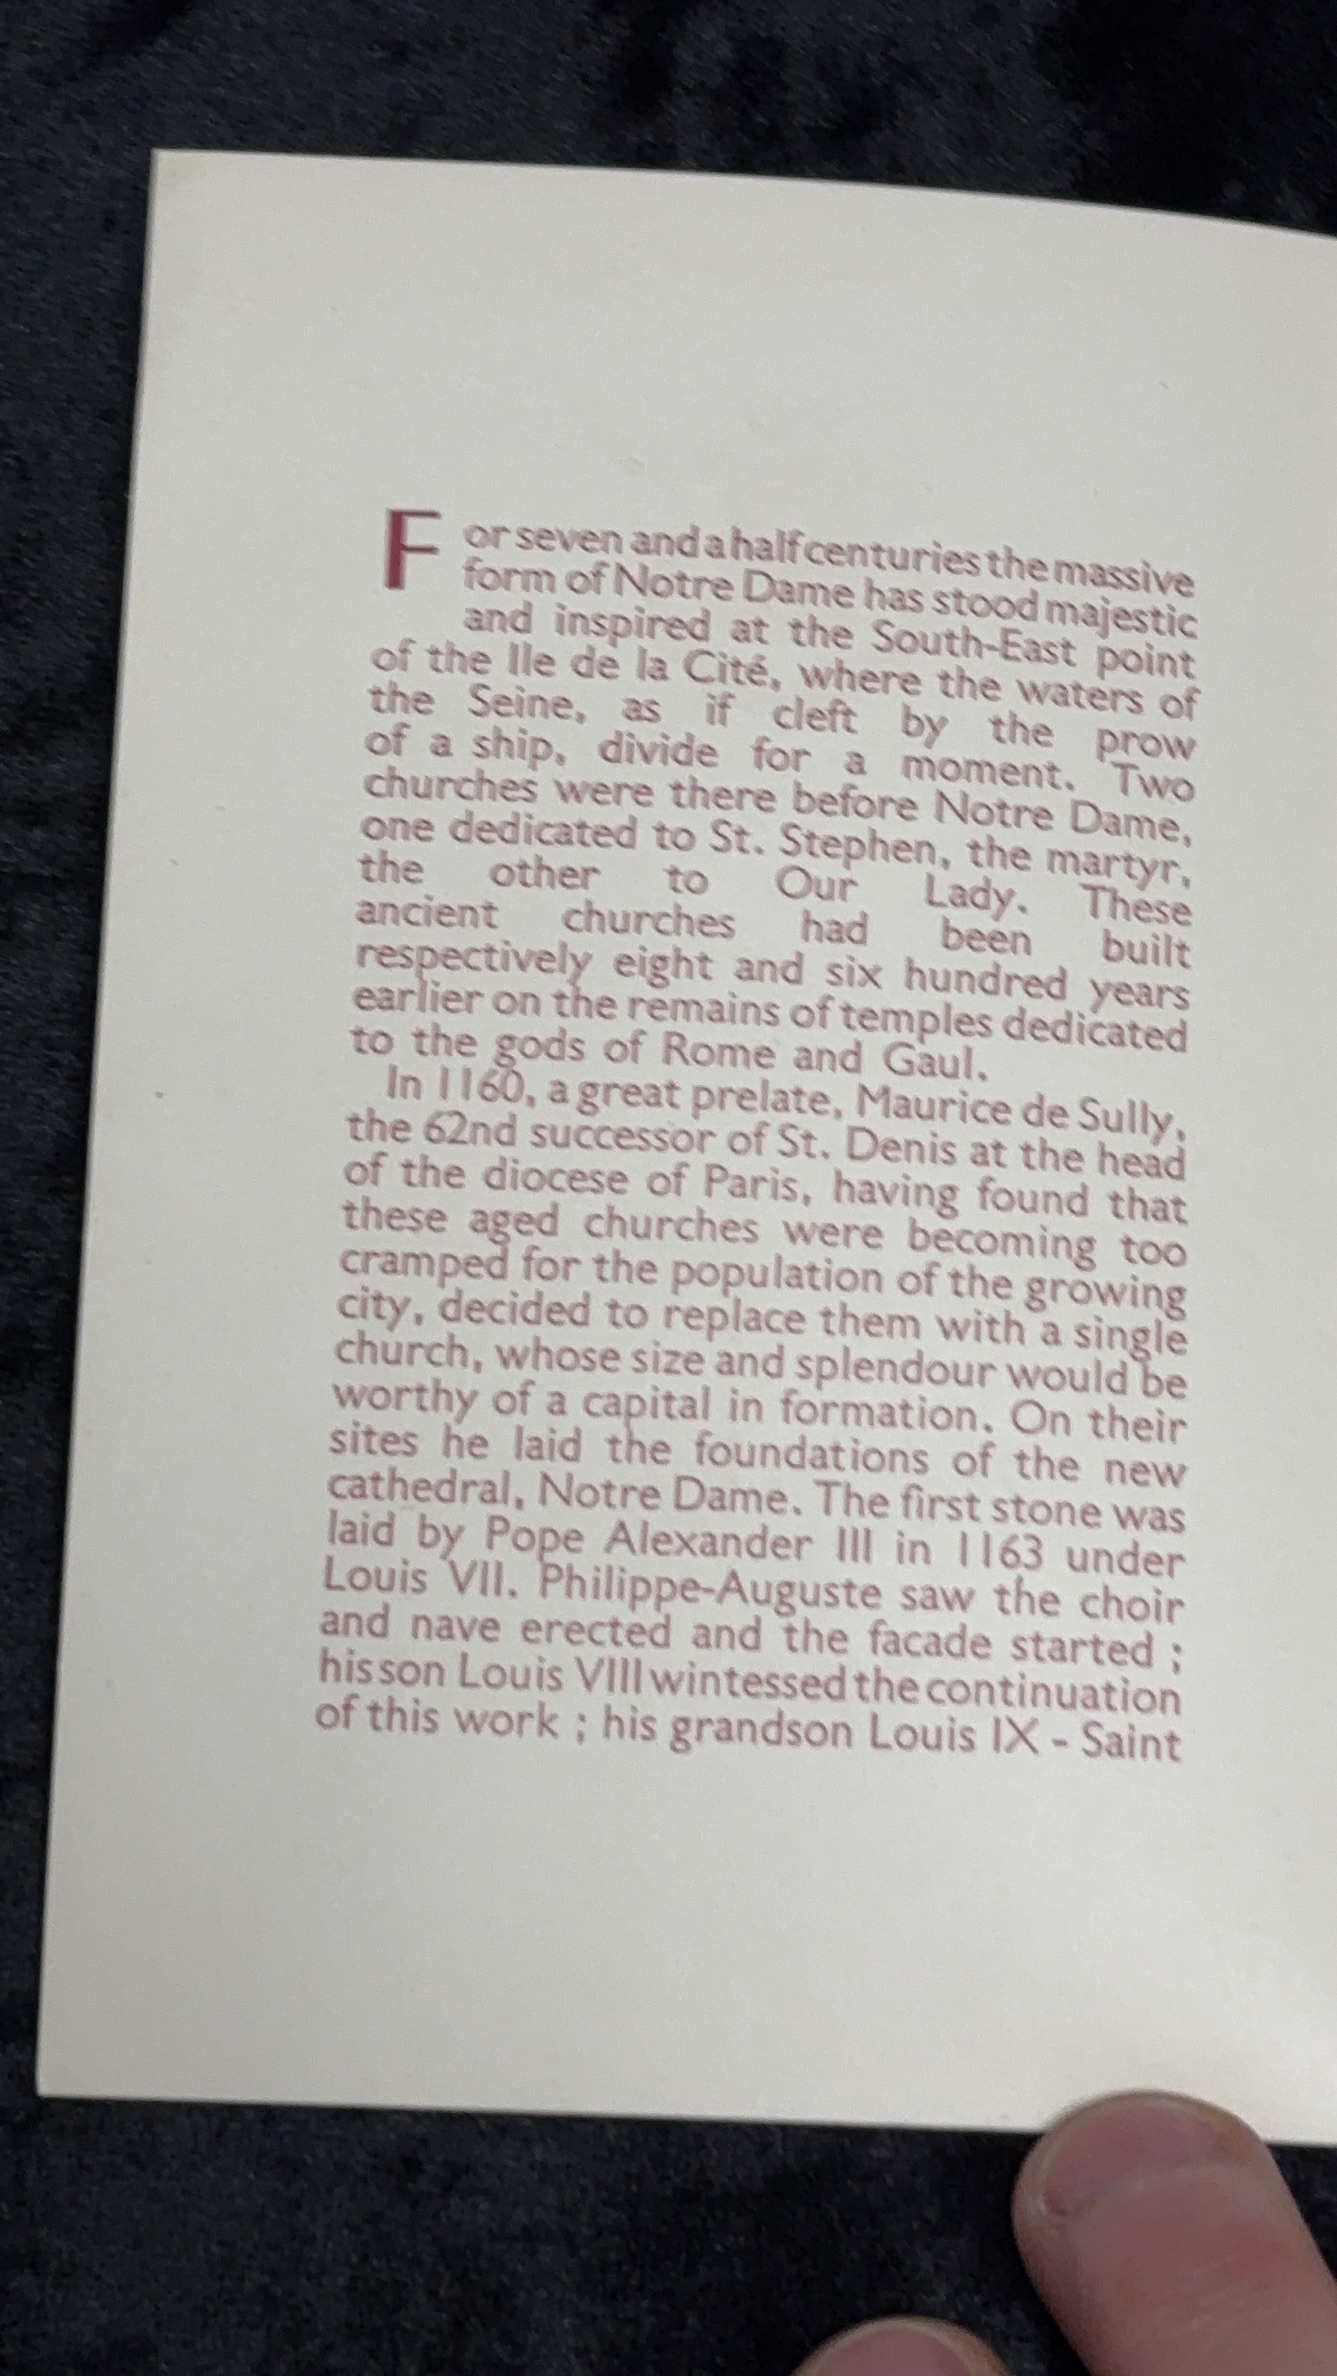 For seven and a half centuries the massive
form of Notre Dame has stood majestic
and inspired at the South-East point
of the Ile de la Cité, where the waters of
the Seine, as if cleft by the prow
of a ship, divide for a moment. Two
churches were there before Notre Dame,
one dedicated to St. Stephen, the martyr,
the other to Our Lady. These
ancient churches had been built
respectively eight and six hundred years
earlier on the remains of temples dedicated
to the gods of Rome and Gaul.
In 1160, a great prelate, Maurice de Sully,
the 62nd successor of St. Denis at the head
of the diocese of Paris, having found that
these aged churches were becoming too
cramped for the population of the growing
city, decided to replace them with a single
church, whose size and splendour would be
worthy of a capital in formation. On their
sites he laid the foundations of the new
cathedral, Notre Dame. The first stone was
laid by Pope Alexander III in 1163 under
Louis VII. Philippe-Auguste saw the choir
and nave erected and the facade started ;
his son Louis VIII wintessed the continuation
of this work ; his grandson Louis IX - Saint